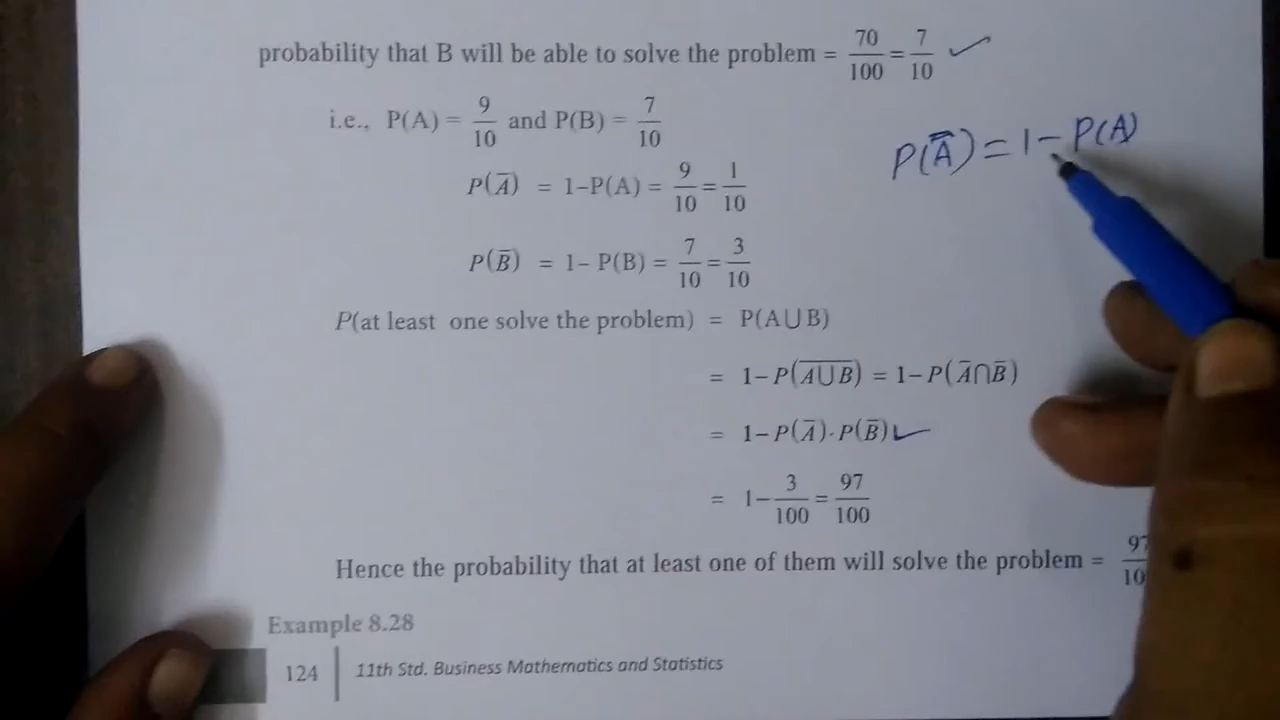 probability that B will be able to solve the problem = 70/100 = 7/10 ✓
i.e., P(A) = 9/10 and P(B) = 7/10
P(A̅) = 1 − P(A)
P(A̅) = 1−P(A) = 9/10 = 1/10
P(B̅) = 1− P(B) = 7/10 = 3/10
P(at least one solve the problem) = P(A∪B)
= 1−P(A̅∪̅B̅) = 1−P(A̅∩B̅)
= 1−P(A̅)·P(B̅) ✓
= 1− 3/100 = 97/100
Hence the probability that at least one of them will solve the problem =
Example 8.28
124 | 11th Std. Business Mathematics and Statistics